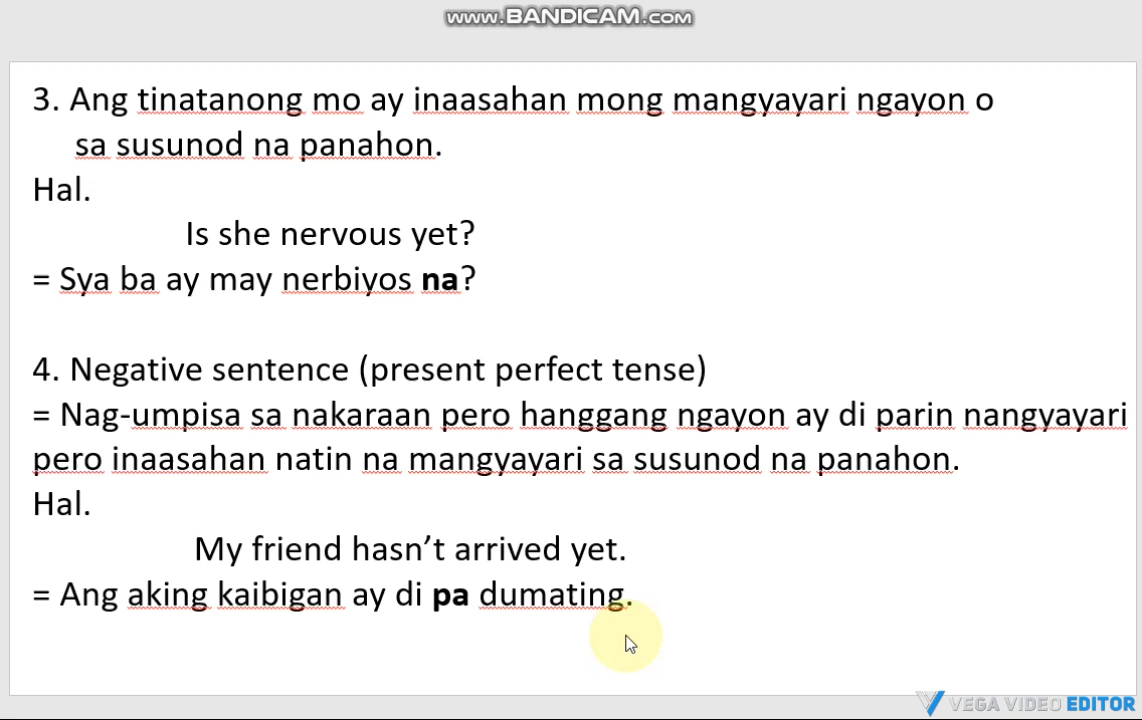 www.BANDICAM.com
3. Ang tinatanong mo ay inaasahan mong mangyayari ngayon o
sa susunod na panahon.
Hal.
Is she nervous yet?
= Sya ba ay may nerbiyos na?
4. Negative sentence (present perfect tense)
= Nag-umpisa sa nakaraan pero hanggang ngayon ay di parin nangyayari
pero inaasahan natin na mangyayari sa susunod na panahon.
Hal.
My friend hasn’t arrived yet.
= Ang aking kaibigan ay di pa dumating.
VEGA VIDEO EDITOR